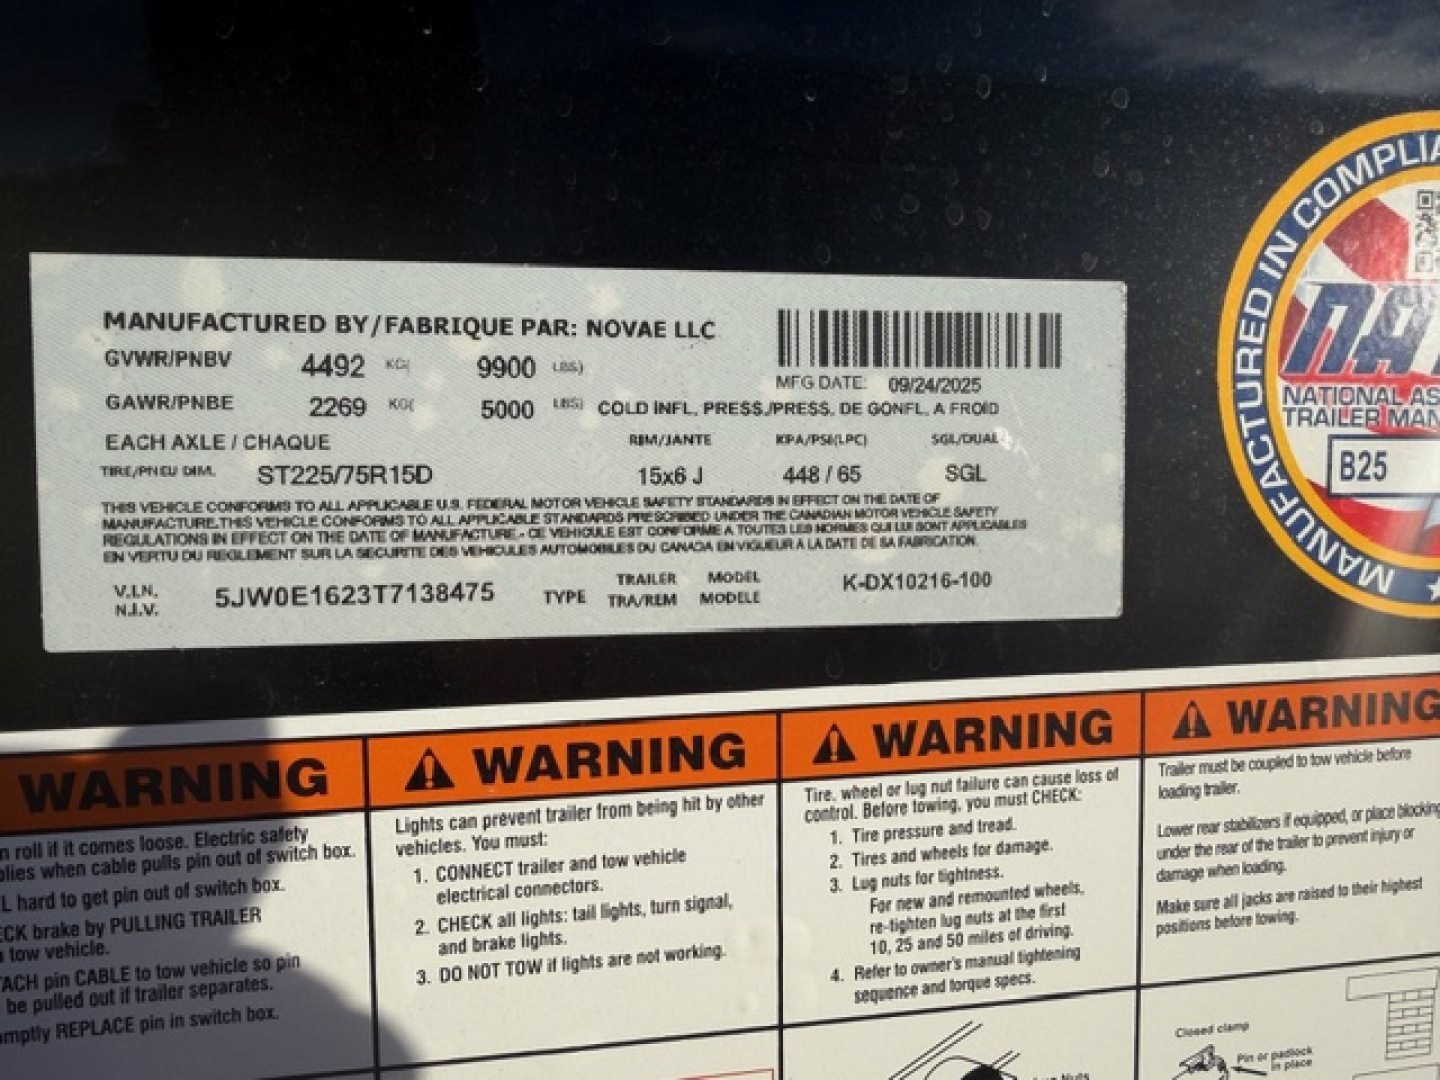 MANUFACTURED BY/FABRIQUE PAR: NOVAE LLC
GVWR/PNBV 4492 KG( 9900 LBS)
MFG DATE: 09/24/2025
GAWR/PNBE 2269 KG( 5000 LBS) COLD INFL. PRESS./PRESS. DE GONFL. A FROID
EACH AXLE / CHAQUE RIM/JANTE KPA/PSI(LPC) SGL/DUAL
TIRE/PNEU DIM. ST225/75R15D 15x6 J 448 / 65 SGL
THIS VEHICLE CONFORMS TO ALL APPLICABLE U.S. FEDERAL MOTOR VEHICLE SAFETY STANDARDS IN EFFECT ON THE DATE OF
MANUFACTURE.THIS VEHICLE CONFORMS TO ALL APPLICABLE STANDARDS PRESCRIBED UNDER THE CANADIAN MOTOR VEHICLE SAFETY
REGULATIONS IN EFFECT ON THE DATE OF MANUFACTURE.- CE VEHICULE EST CONFORME A TOUTES LES NORMES QUI LUI SONT APPLICABLES
EN VERTU DU REGLEMENT SUR LA SECURITE DES VEHICULES AUTOMOBILES DU CANADA EN VIGUEUR A LA DATE DE SA FABRICATION.
V.I.N. 5JW0E1623T7138475 TYPE TRAILER MODEL K-DX10216-100
N.I.V. TRA/REM MODELE
MANUFACTURED IN COMPLIA
NA
NATIONAL AS
TRAILER MAN
B25
WARNING
n roll if it comes loose. Electric safety
plies when cable pulls pin out of switch box.
L hard to get pin out of switch box.
ECK brake by PULLING TRAILER
tow vehicle.
TACH pin CABLE to tow vehicle so pin
be pulled out if trailer separates.
omptly REPLACE pin in switch box.
WARNING
Lights can prevent trailer from being hit by other
vehicles. You must:
1. CONNECT trailer and tow vehicle
electrical connectors.
2. CHECK all lights: tail lights, turn signal,
and brake lights.
3. DO NOT TOW if lights are not working.
WARNING
Tire, wheel or lug nut failure can cause loss of
control. Before towing, you must CHECK:
1. Tire pressure and tread.
2. Tires and wheels for damage.
3. Lug nuts for tightness.
For new and remounted wheels,
re-tighten lug nuts at the first
10, 25 and 50 miles of driving.
4. Refer to owner's manual tightening
sequence and torque specs.
Nuts
WARNING
Trailer must be coupled to tow vehicle before
loading trailer.
Lower rear stabilizers if equipped, or place blocking
under the rear of the trailer to prevent injury or
damage when loading.
Make sure all jacks are raised to their highest
positions before towing.
Closed clamp
Pin or padlock
in place